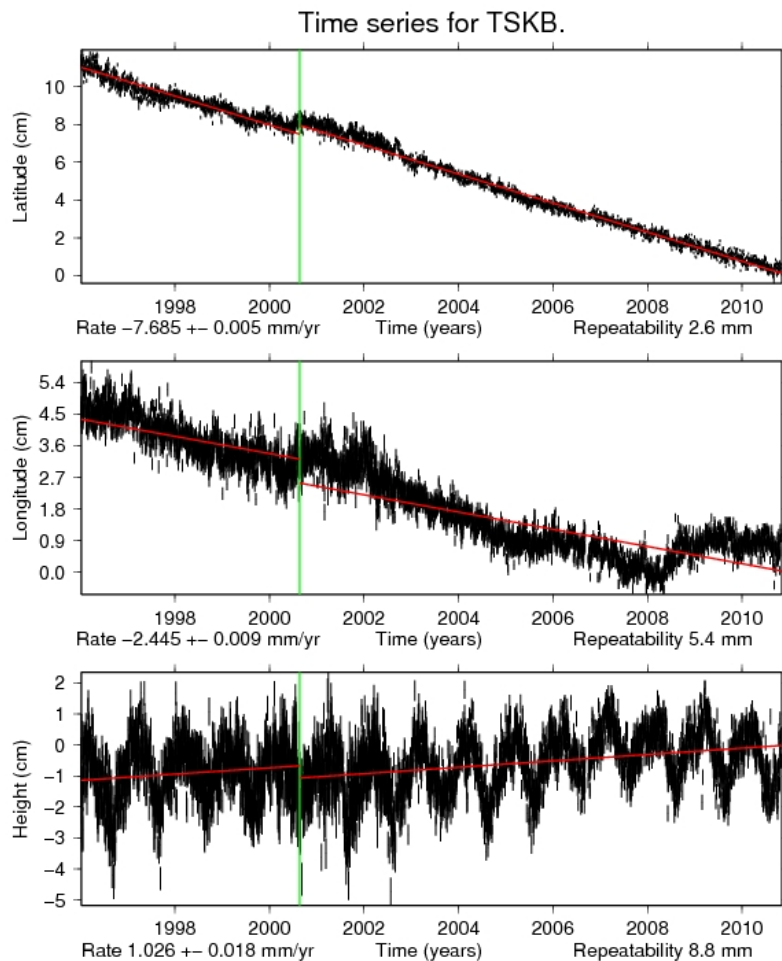 Time series for TSKB.
10
8
6
4
2
0
Latitude (cm)
1998 2000 2002 2004 2006 2008 2010
Rate −7.685 +− 0.005 mm/yr Time (years) Repeatability 2.6 mm
5.4
4.5
3.6
2.7
1.8
0.9
0.0
Longitude (cm)
1998 2000 2002 2004 2006 2008 2010
Rate −2.445 +− 0.009 mm/yr Time (years) Repeatability 5.4 mm
2
1
0
−1
−2
−3
−4
−5
Height (cm)
1998 2000 2002 2004 2006 2008 2010
Rate 1.026 +− 0.018 mm/yr Time (years) Repeatability 8.8 mm